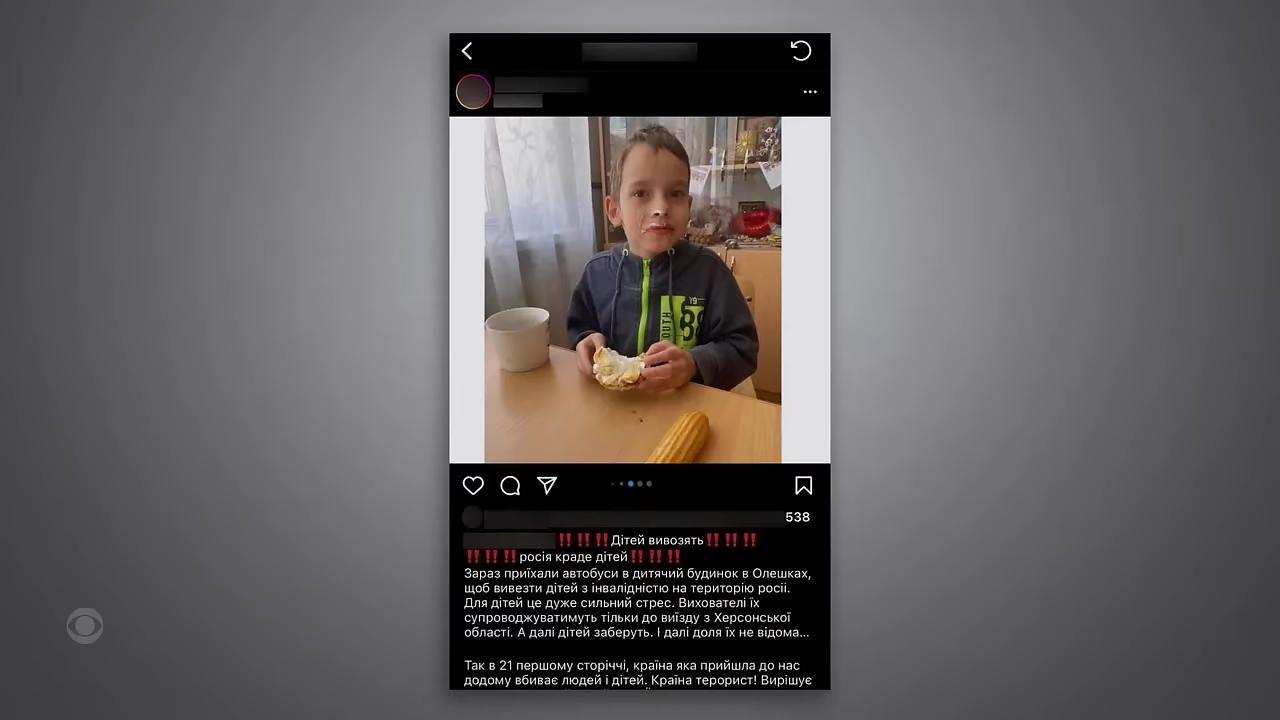 Y9
88
YOUTH
538
‼️‼️‼️Дітей вивозять‼️‼️‼️
‼️‼️‼️росія краде дітей‼️‼️‼️
Зараз приїхали автобуси в дитячий будинок в Олешках,
щоб вивезти дітей з інвалідністю на територію росії.
Для дітей це дуже сильний стрес. Вихователі їх
супроводжуватимуть тільки до виїзду з Херсонської
області. А далі дітей заберуть. І далі доля їх не відома...
Так в 21 першому сторіччі, країна яка прийшла до нас
додому вбиває людей і дітей. Країна терорист! Вирішує